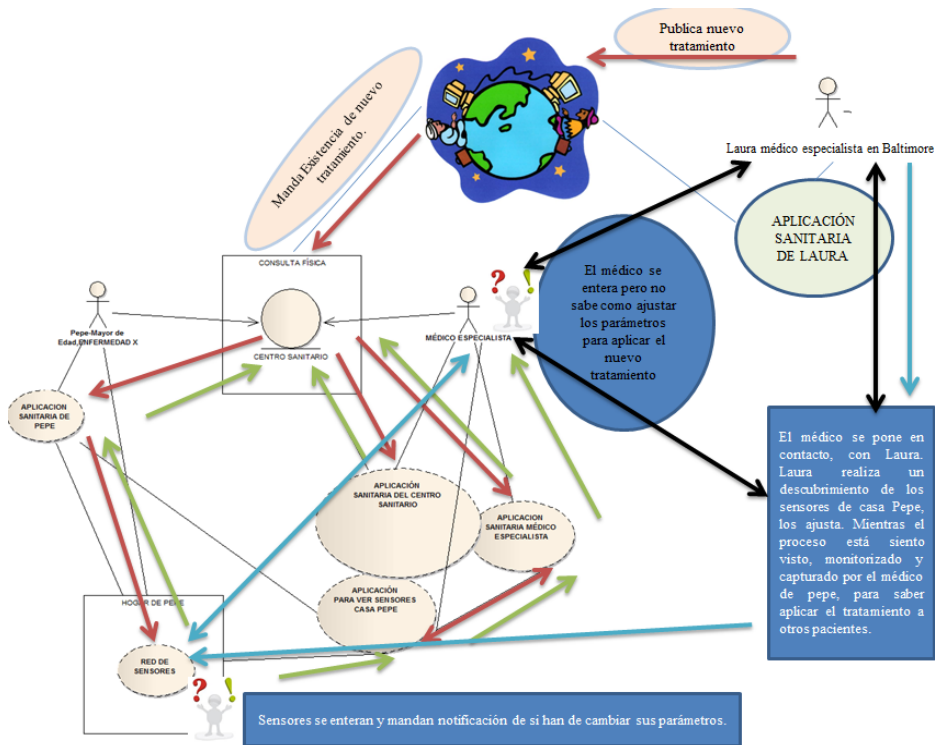 Publica nuevo
tratamiento
Manda Existencia de nuevo
tratamiento.
Laura médico especialista en Baltimore
APLICACIÓN
SANITARIA
DE LAURA
CONSULTA FÍSICA
El médico se
entera pero no
sabe como ajustar
los parámetros
para aplicar el
nuevo
tratamiento
Pepe-Mayor de
Edad,ENFERMEDAD X
CENTRO SANITARIO
MÉDICO ESPECIALISTA
APLICACION
SANITARIA DE
PEPE
El médico se pone en
contacto, con Laura.
Laura realiza un
descubrimiento de los
sensores de casa Pepe,
los ajusta. Mientras el
proceso está siento
visto, monitorizado y
capturado por el médico
de pepe, para saber
aplicar el tratamiento a
otros pacientes.
APLICACIÓN
SANITARIA DEL CENTRO
SANITARIO
APLICACION
SANITARIA MÉDICO
ESPECIALISTA
APLICACIÓN
PARA VER SENSORES
CASA PEPE
HOGAR DE PEPE
RED DE
SENSORES
Sensores se enteran y mandan notificación de si han de cambiar sus parámetros.